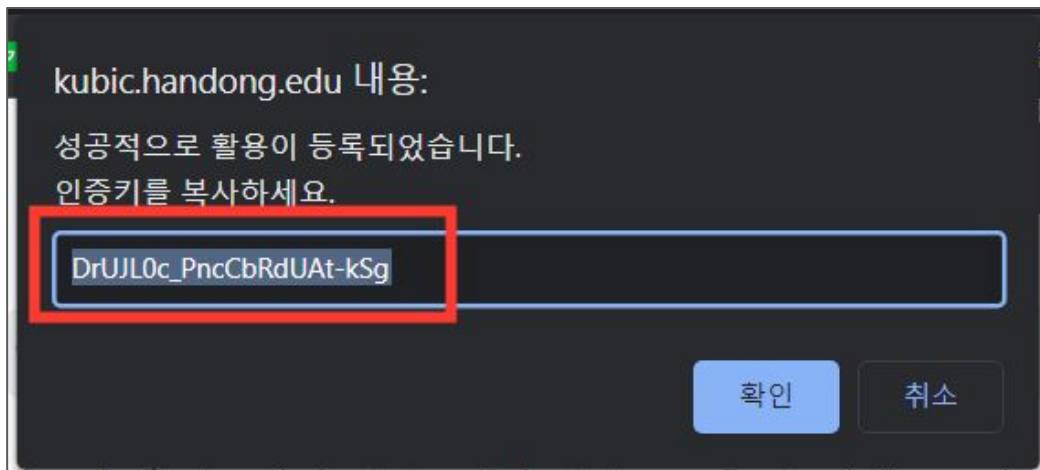 kubic.handong.edu 내용:
성공적으로 활용이 등록되었습니다.
인증키를 복사하세요.
DrUJL0c_PncCbRdUAt-kSg
확인
취소